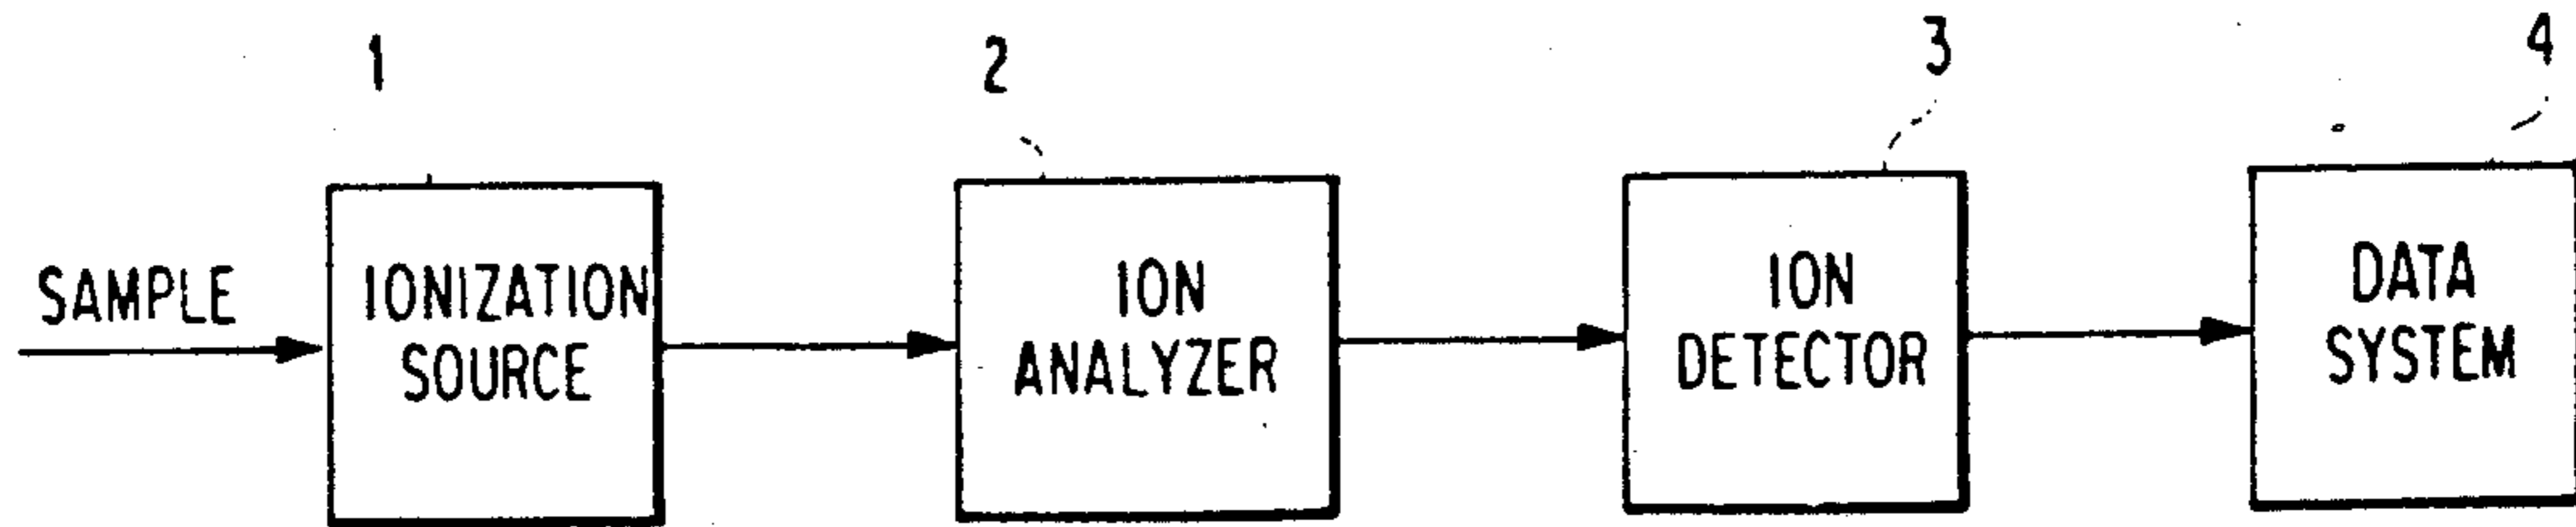 1
2
3
4
SAMPLE
IONIZATION
SOURCE
ION
ANALYZER
ION
DETECTOR
DATA
SYSTEM